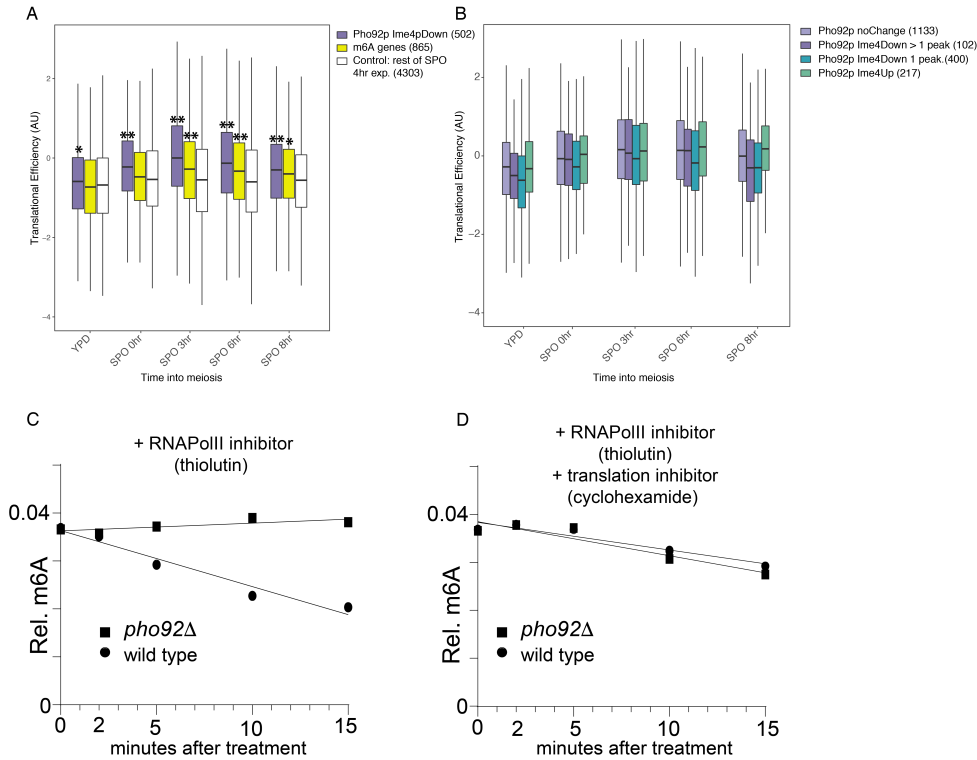 A
Pho92p Ime4pDown (502)
m6A genes (865)
Control: rest of SPO
4hr exp. (4303)
Translational Efficiency (AU)
2
0
−2
−4
**
**
**
**
**
**
*
*
YPD
SPO 0hr
SPO 3hr
SPO 6hr
SPO 8hr
Time into meiosis
B
Pho92p noChange (1133)
Pho92p Ime4Down > 1 peak (102)
Pho92p Ime4Down 1 peak.(400)
Pho92p Ime4Up (217)
Translational Efficiency (AU)
2
0
−2
−4
YPD
SPO 0hr
SPO 3hr
SPO 6hr
SPO 8hr
Time into meiosis
C
+ RNAPolII inhibitor
(thiolutin)
0.04
Rel. m6A
pho92Δ
wild type
0
0 2 5 10 15
minutes after treatment
D
+ RNAPolII inhibitor
(thiolutin)
+ translation inhibitor
(cyclohexamide)
0.04
Rel. m6A
pho92Δ
wild type
0
0 2 5 10 15
minutes after treatment